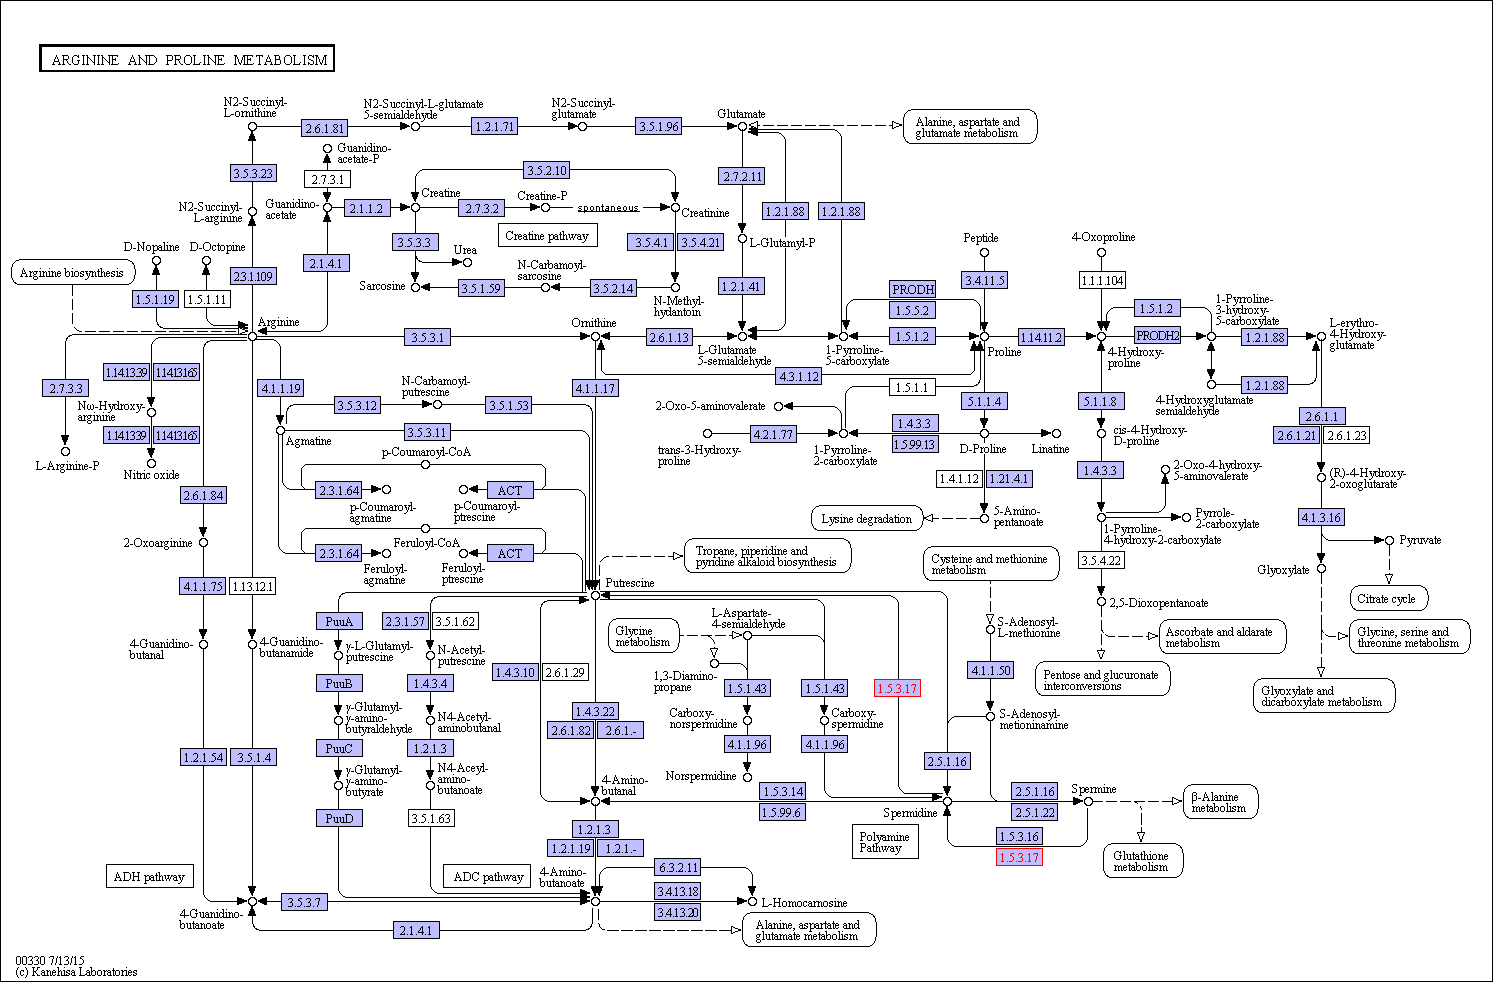 ARGININE AND PROLINE METABOLISM
N2-Succinyl-
L-ornithine
2.6.1.81
N2-Succinyl-L-glutamate
5-semialdehyde
1.2.1.71
N2-Succinyl-
glutamate
3.5.1.96
Glutamate
Alanine, aspartate and
glutamate metabolism
Guanidino-
acetate-P
3.5.3.23
2.7.3.1
3.5.2.10
2.7.2.11
N2-Succinyl-
L-arginine
Guanidino-
acetate
2.1.1.2
Creatine
2.7.3.2
Creatine-P
spontaneous
Creatinine
1.2.1.88
1.2.1.88
Creatine pathway
3.5.3.3
Urea
3.5.4.1
3.5.4.21
L-Glutamyl-P
D-Nopaline
D-Octopine
Peptide
4-Oxoproline
Arginine biosynthesis
2.3.1.109
2.1.4.1
N-Carbamoyl-
sarcosine
Sarcosine
3.5.1.59
3.5.2.14
N-Methyl-
hydantoin
1.2.1.41
3.4.11.5
1.1.1.104
1.5.1.19
1.5.1.11
PRODH
1.5.5.2
1.5.1.2
1-Pyrroline-
3-hydroxy-
5-carboxylate
Arginine
3.5.3.1
Ornithine
2.6.1.13
L-Glutamate
5-semialdehyde
1-Pyrroline-
5-carboxylate
1.5.1.2
Proline
1.14.11.2
4-Hydroxy-
proline
PRODH2
1.2.1.88
L-erythro-
4-Hydroxy-
glutamate
2.7.3.3
1.14.13.39
1.14.13.165
4.1.1.19
N-Carbamoyl-
putrescine
4.1.1.17
4.3.1.12
1.5.1.1
1.2.1.88
4-Hydroxyglutamate
semialdehyde
Nω-Hydroxy-
arginine
3.5.3.12
3.5.1.53
2-Oxo-5-aminovalerate
5.1.1.4
5.1.1.8
2.6.1.1
2.6.1.21
2.6.1.23
1.14.13.39
1.14.13.165
Agmatine
3.5.3.11
trans-3-Hydroxy-
proline
4.2.1.77
1-Pyrroline-
2-carboxylate
1.4.3.3
1.5.99.13
D-Proline
Linatine
cis-4-Hydroxy-
D-proline
L-Arginine-P
Nitric oxide
p-Coumaroyl-CoA
1.4.1.12
1.21.4.1
1.4.3.3
2-Oxo-4-hydroxy-
5-aminovalerate
(R)-4-Hydroxy-
2-oxoglutarate
2.6.1.84
2.3.1.64
ACT
p-Coumaroyl-
agmatine
p-Coumaroyl-
ptrescine
Lysine degradation
5-Amino-
pentanoate
1-Pyrroline-
4-hydroxy-2-carboxylate
Pyrrole-
2-carboxylate
4.1.3.16
2-Oxoarginine
Feruloyl-CoA
2.3.1.64
ACT
Feruloyl-
agmatine
Feruloyl-
ptrescine
Tropane, piperidine and
pyridine alkaloid biosynthesis
Cysteine and methionine
metabolism
3.5.4.22
Pyruvate
Glyoxylate
4.1.1.75
1.13.12.1
Putrescine
2,5-Dioxopentanoate
Citrate cycle
PuuA
2.3.1.57
3.5.1.62
L-Aspartate-
4-semialdehyde
Glycine
metabolism
S-Adenosyl-
L-methionine
Ascorbate and aldarate
metabolism
Glycine, serine and
threonine metabolism
4-Guanidino-
butanal
4-Guanidino-
butanamide
γ-L-Glutamyl-
putrescine
N-Acetyl-
putrescine
1.4.3.10
2.6.1.29
1,3-Diamino-
propane
4.1.1.50
Pentose and glucuronate
interconversions
PuuB
1.4.3.4
1.5.1.43
1.5.1.43
1.5.3.17
Glyoxylate and
dicarboxylate metabolism
γ-Glutamyl-
γ-amino-
butyraldehyde
N4-Acetyl-
aminobutanal
1.4.3.22
2.6.1.82
2.6.1.-
Carboxy-
norspermidine
Carboxy-
spermidine
S-Adenosyl-
metioninamine
PuuC
1.2.1.3
4.1.1.96
4.1.1.96
1.2.1.54
3.5.1.4
γ-Glutamyl-
γ-amino-
butyrate
N4-Aceyl-
amino-
butanoate
4-Amino-
butanal
Norspermidine
2.5.1.16
1.5.3.14
1.5.99.6
Spermidine
2.5.1.16
2.5.1.22
Spermine
β-Alanine
metabolism
PuuD
3.5.1.63
1.2.1.3
1.2.1.19
1.2.1.-
Polyamine
Pathway
1.5.3.16
1.5.3.17
Glutathione
metabolism
ADH pathway
ADC pathway
4-Amino-
butanoate
6.3.2.11
3.4.13.18
3.4.13.20
L-Homocarnosine
4-Guanidino-
butanoate
3.5.3.7
2.1.4.1
Alanine, aspartate and
glutamate metabolism
00330 7/13/15
(c) Kanehisa Laboratories